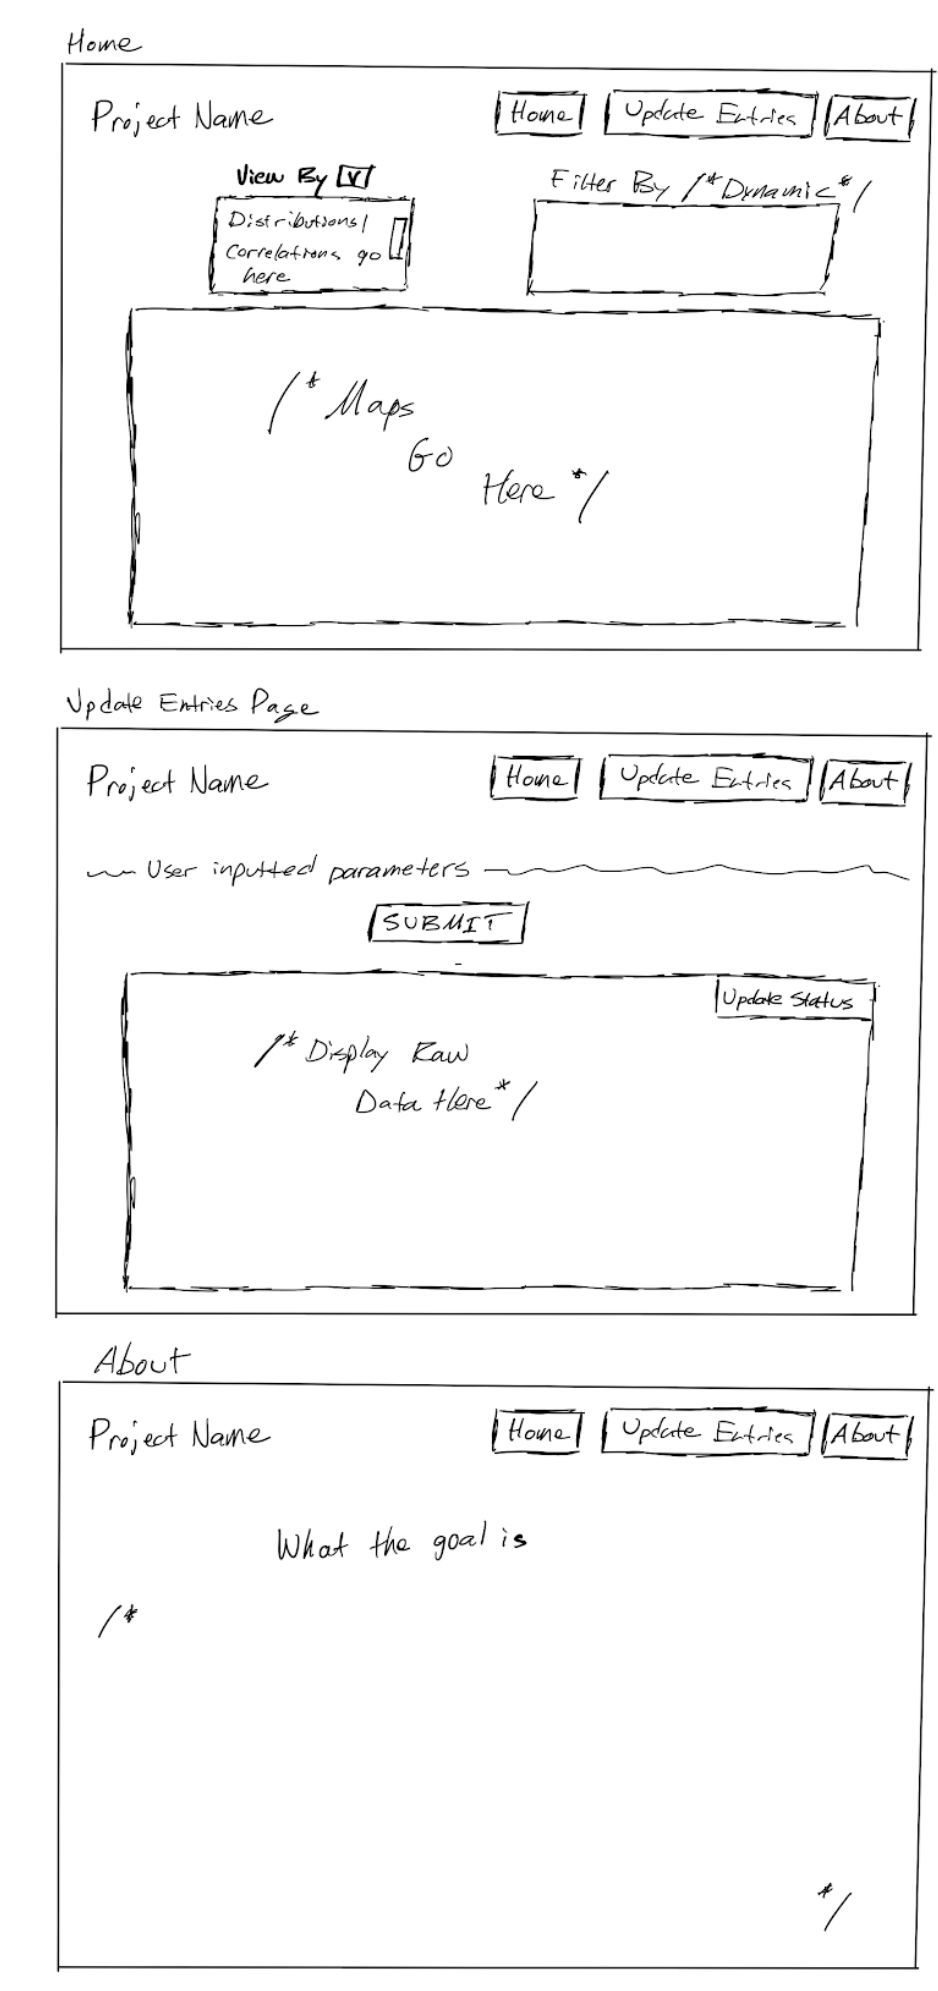 Home
Project Name
Home
Update Entries
About
View By
Filter By /*Dynamic*/
Distributions/
Correlations go
here
/* Maps
Go
Here */
Update Entries Page
Project Name
Home
Update Entries
About
User inputted parameters
SUBMIT
Update Status
/* Display Raw
Data Here */
About
Project Name
Home
Update Entries
About
What the goal is
/*
*/